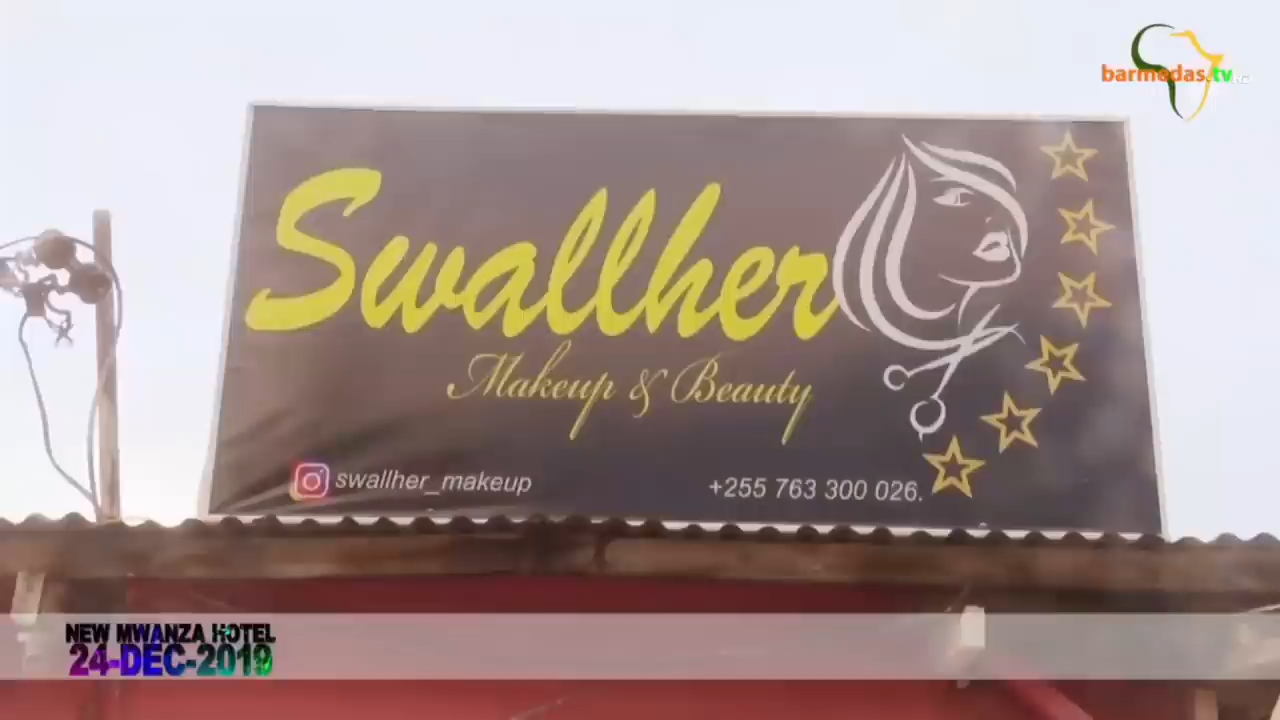 barmedas.tv
Swallher
Makeup & Beauty
swallher_makeup
+255 763 300 026.
NEW MWANZA HOTEL
24-DEC-2019